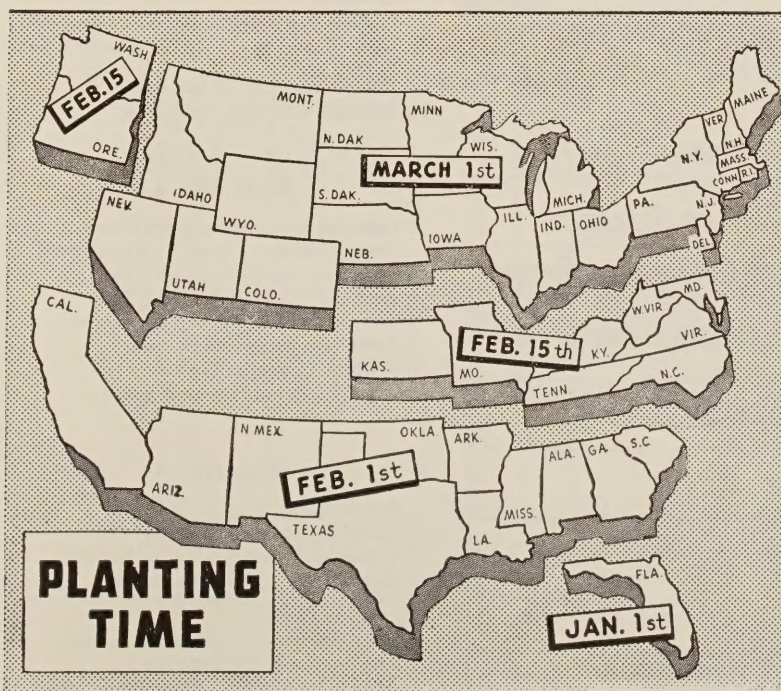 WASH
FEB. 15
ORE.
MONT.
N. DAK
MINN
WIS.
MARCH 1st
S. DAK.
MICH.
IDAHO
WYO.
NEV.
UTAH
COLO.
NEB.
IOWA
ILL.
IND.
OHIO
PA.
N.J.
N.Y.
VER
N.H.
MAINE
MASS.
CONN
R.I.
DEL
CAL.
KAS.
MO.
FEB. 15th
KY.
W.VIR
MD.
VIR.
TENN
N.C.
ARIZ.
N MEX.
OKLA.
ARK.
FEB. 1st
TEXAS
LA.
MISS.
ALA.
GA.
S.C
FLA.
JAN. 1st
PLANTING
TIME